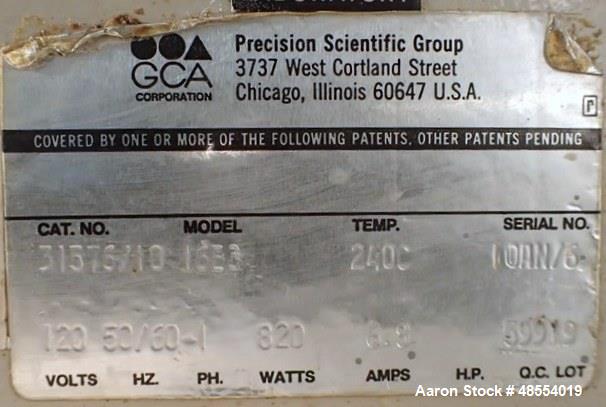 Precision Scientific Group
GCA 3737 West Cortland Street
CORPORATION Chicago, Illinois 60647 U.S.A.
r
COVERED BY ONE OR MORE OF THE FOLLOWING PATENTS, OTHER PATENTS PENDING
CAT. NO. MODEL TEMP. SERIAL NO.
240C
120 50/60-1 820
VOLTS HZ. PH. WATTS AMPS H.P. Q.C. LOT
Aaron Stock #48554019